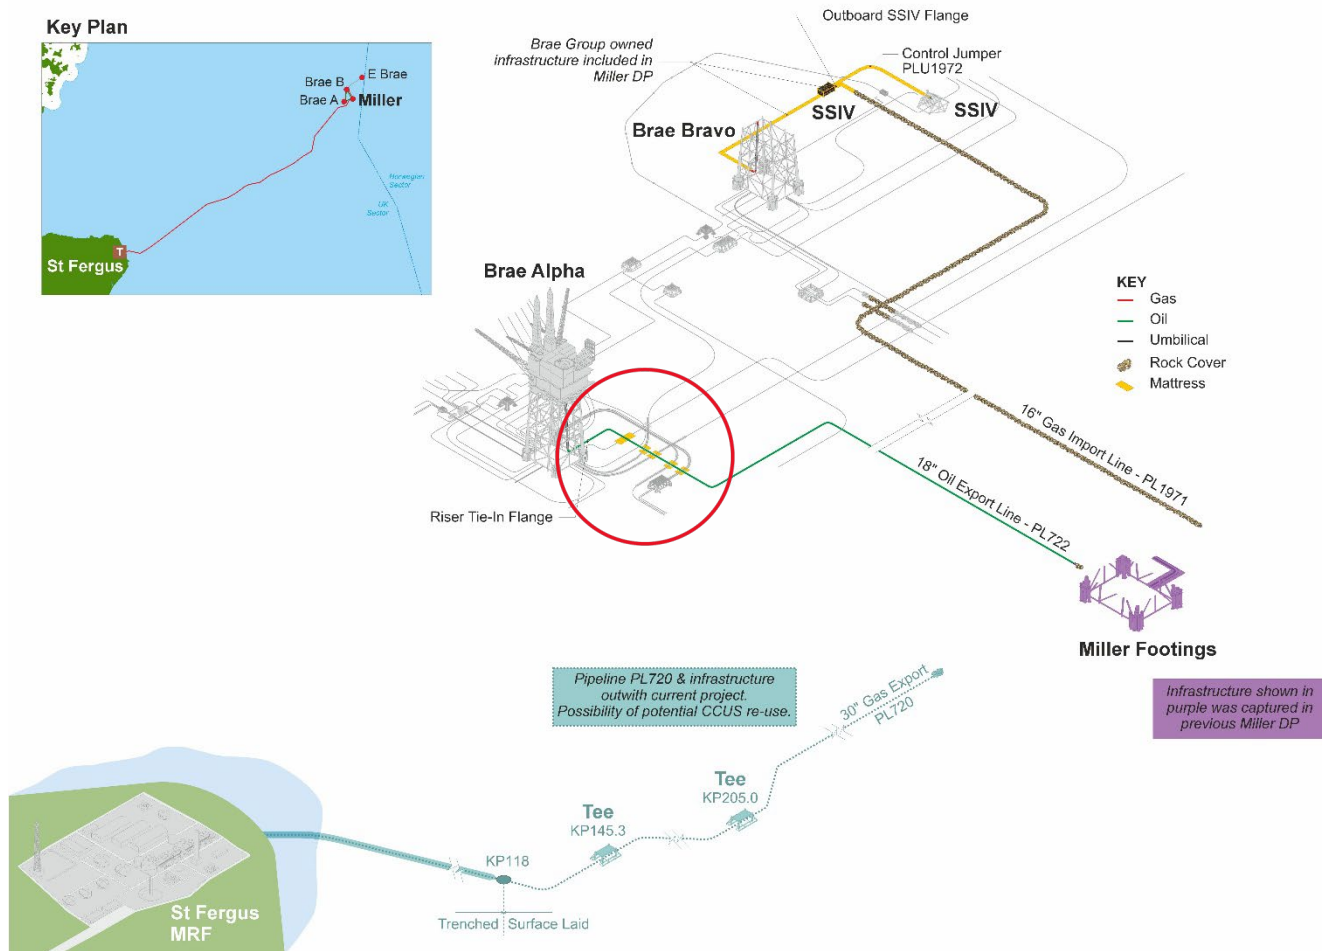 Key Plan
E Brae
Brae B
Brae A
Miller
Norwegian
Sector
UK
Sector
T
St Fergus
Outboard SSIV Flange
Brae Group owned
infrastructure included in
Miller DP
Control Jumper
PLU1972
SSIV
SSIV
Brae Bravo
Brae Alpha
KEY
Gas
Oil
Umbilical
Rock Cover
Mattress
16" Gas Import Line - PL1971
18" Oil Export Line - PL722
Riser Tie-In Flange
Miller Footings
Pipeline PL720 & infrastructure
outwith current project.
Possibility of potential CCUS re-use.
Infrastructure shown in
purple was captured in
previous Miller DP
30" Gas Export
PL720
Tee
KP205.0
Tee
KP145.3
KP118
Trenched
Surface Laid
St Fergus
MRF